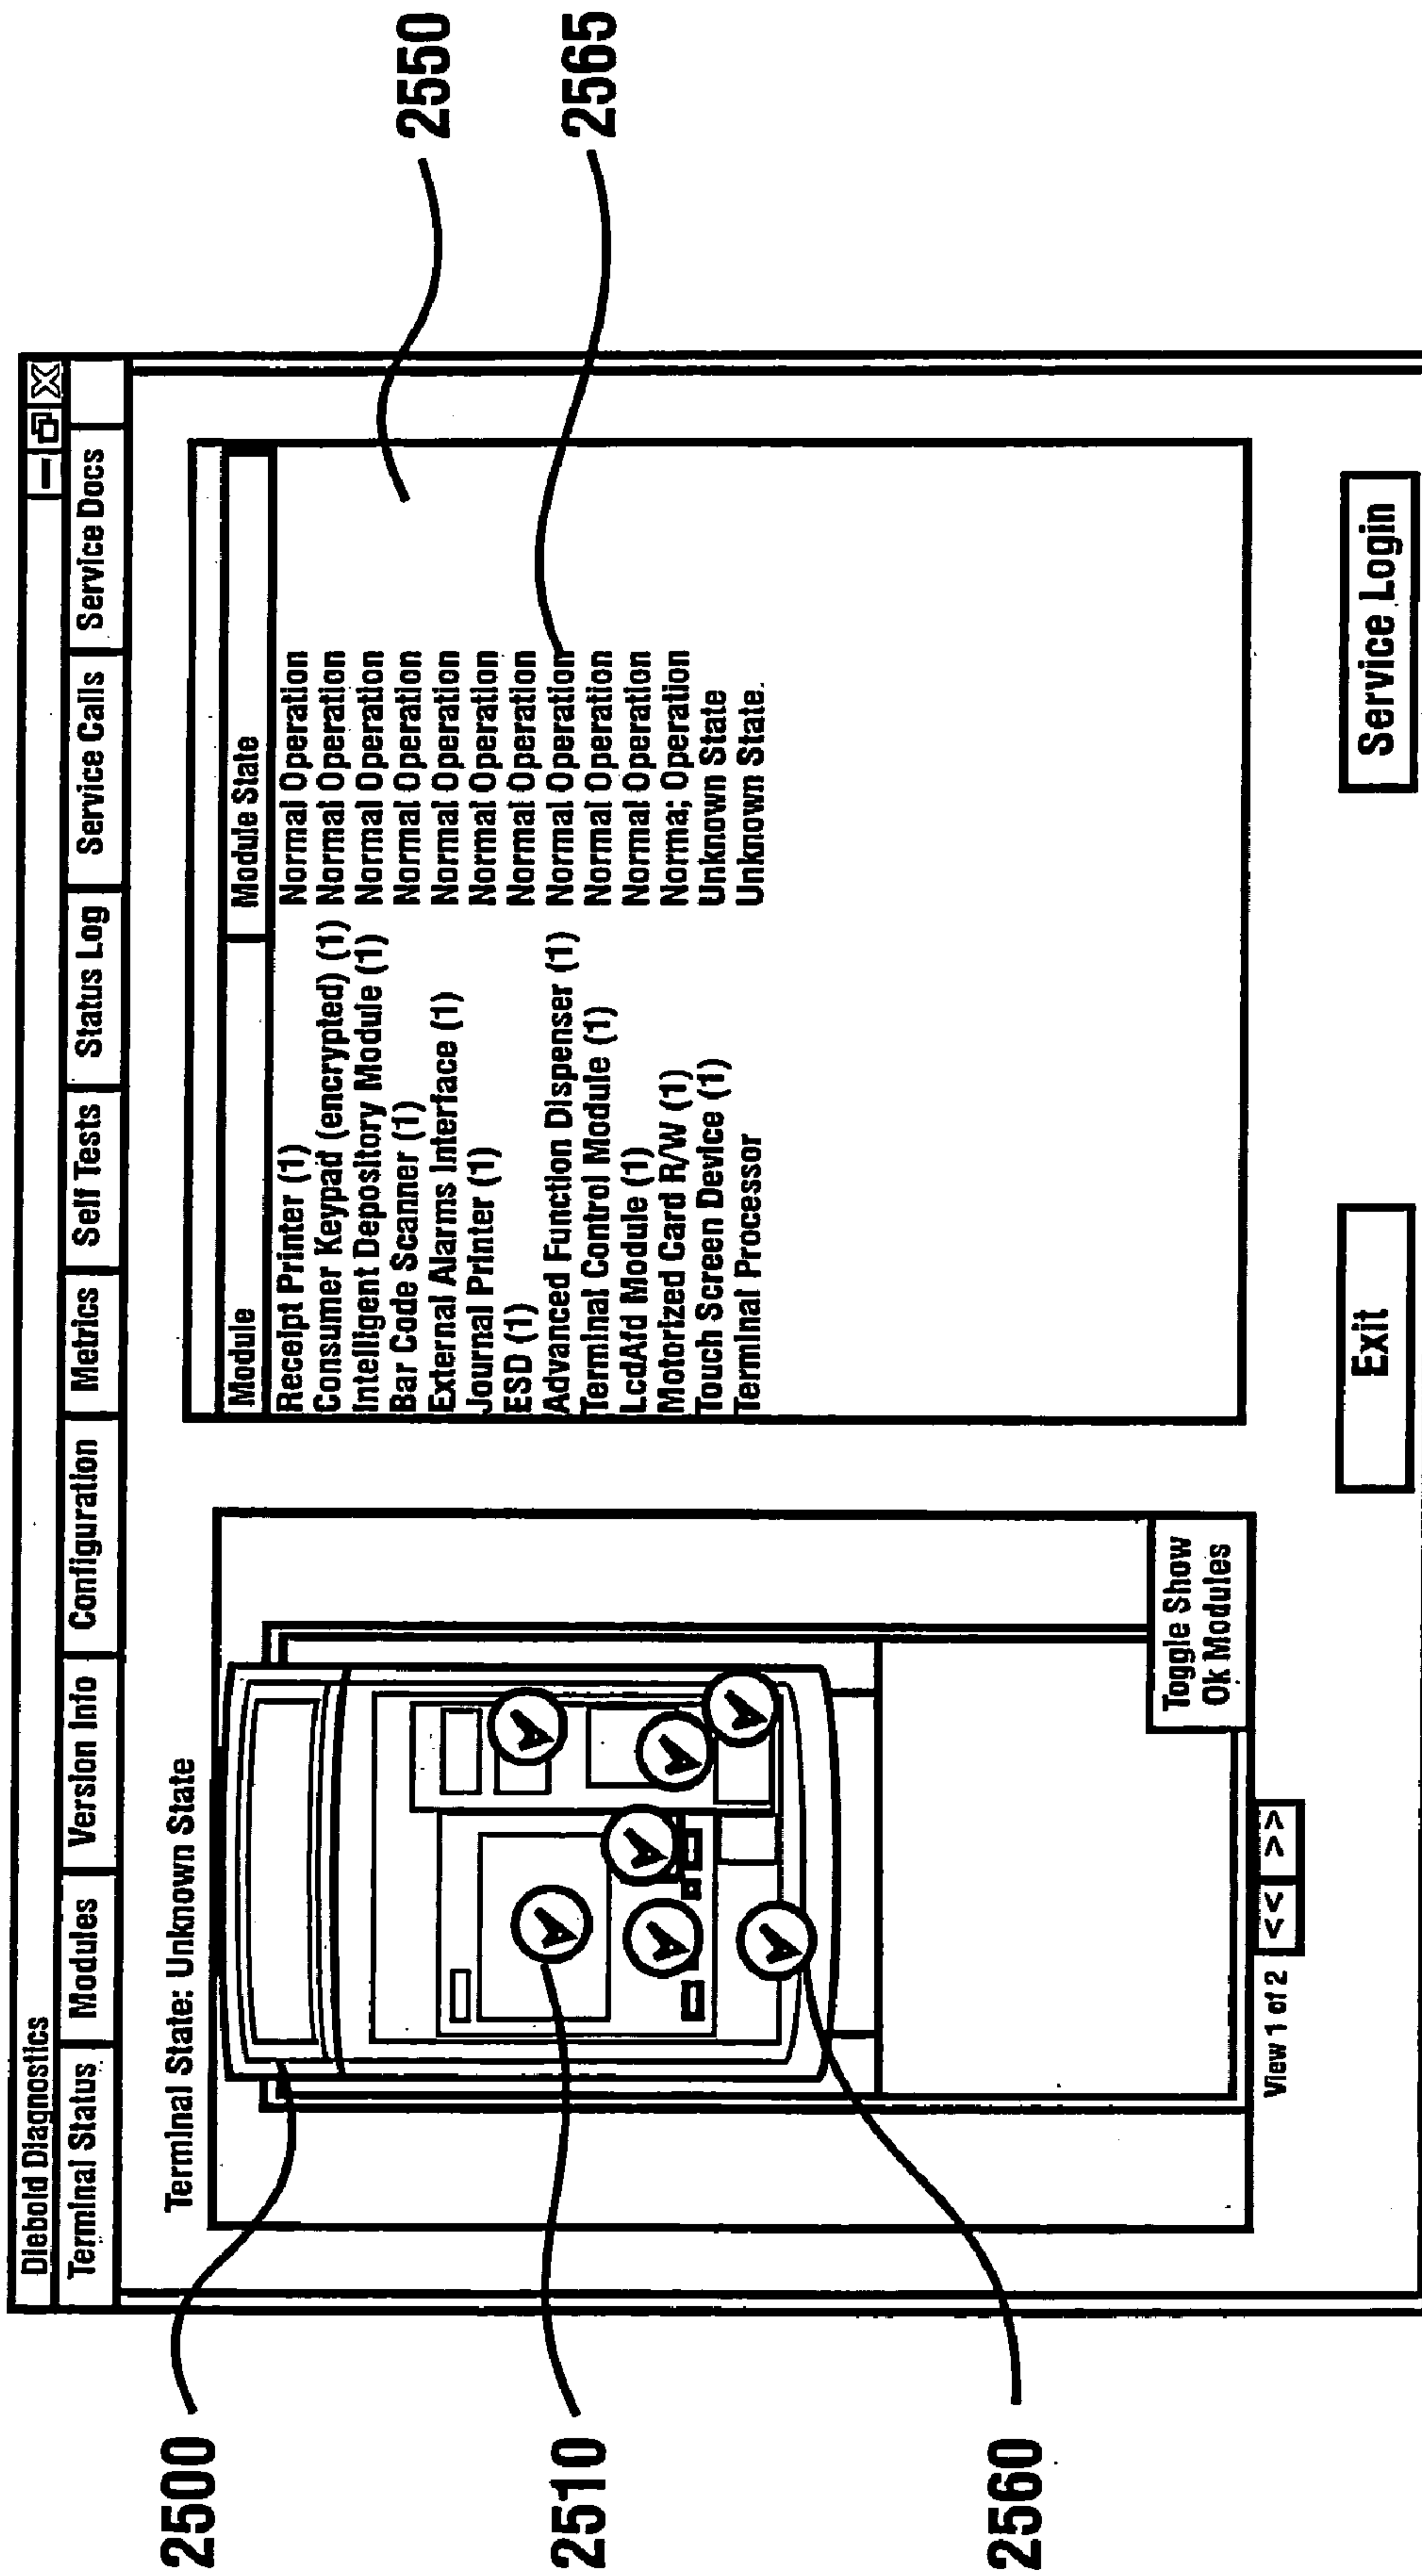 Diebold Diagnostics
Terminal Status Modules Version Info Configuration Metrics Self Tests Status Log Service Calls Service Docs
Terminal State: Unknown State
Toggle Show
Ok Modules
View 1 of 2 << >>
Module Module State
Receipt Printer (1) Normal Operation
Consumer Keypad (encrypted) (1) Normal Operation
Intelligent Depository Module (1) Normal Operation
Bar Code Scanner (1) Normal Operation
External Alarms Interface (1) Normal Operation
Journal Printer (1) Normal Operation
ESD (1) Normal Operation
Advanced Function Dispenser (1) Normal Operation
Terminal Control Module (1) Normal Operation
LcdAfd Module (1) Normal Operation
Motorized Card R/W (1) Norma; Operation
Touch Screen Device (1) Unknown State
Terminal Processor Unknown State.
Exit Service Login
2500
2510
2560
2550
2565